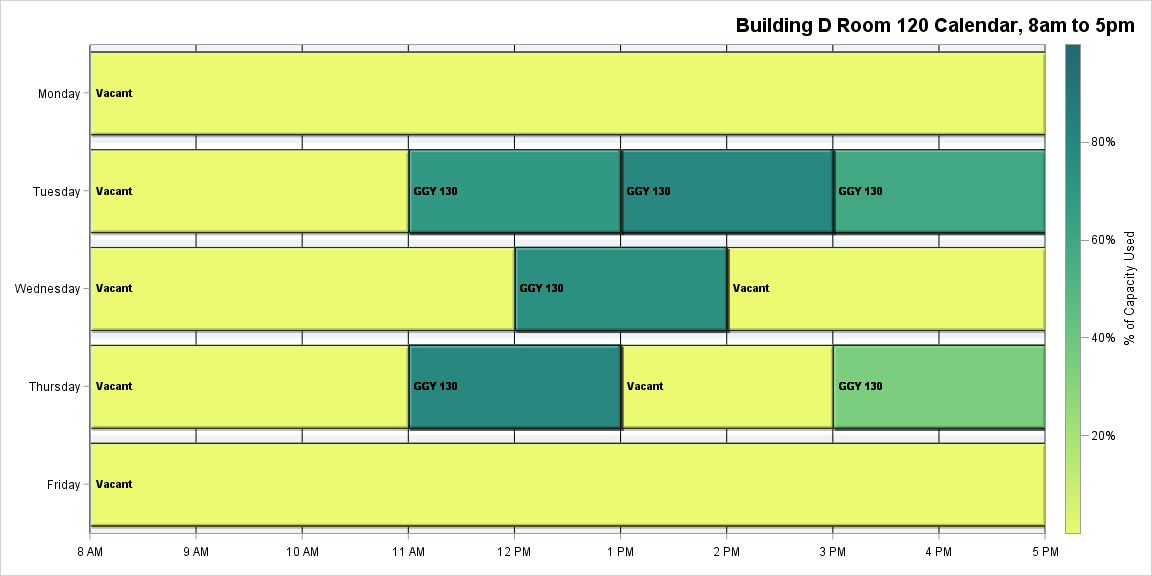 Building D Room 120 Calendar, 8am to 5pm
Monday
Vacant
Tuesday
Vacant
GGY 130
GGY 130
GGY 130
Wednesday
Vacant
GGY 130
Vacant
Thursday
Vacant
GGY 130
Vacant
GGY 130
Friday
Vacant
8 AM
9 AM
10 AM
11 AM
12 PM
1 PM
2 PM
3 PM
4 PM
5 PM
80%
60%
40%
20%
% of Capacity Used